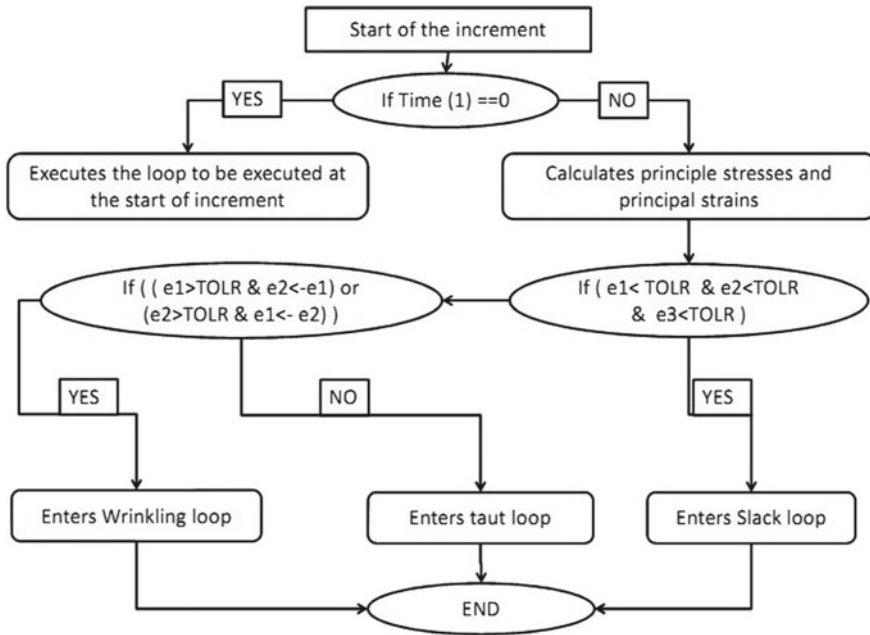 Start of the increment
If Time (1) ==0
YES
NO
Executes the loop to be executed at
the start of increment
Calculates principle stresses and
principal strains
If ( ( e1>TOLR & e2<-e1) or
(e2>TOLR & e1<- e2) )
If ( e1< TOLR & e2<TOLR
& e3<TOLR )
YES
NO
YES
Enters Wrinkling loop
Enters taut loop
Enters Slack loop
END